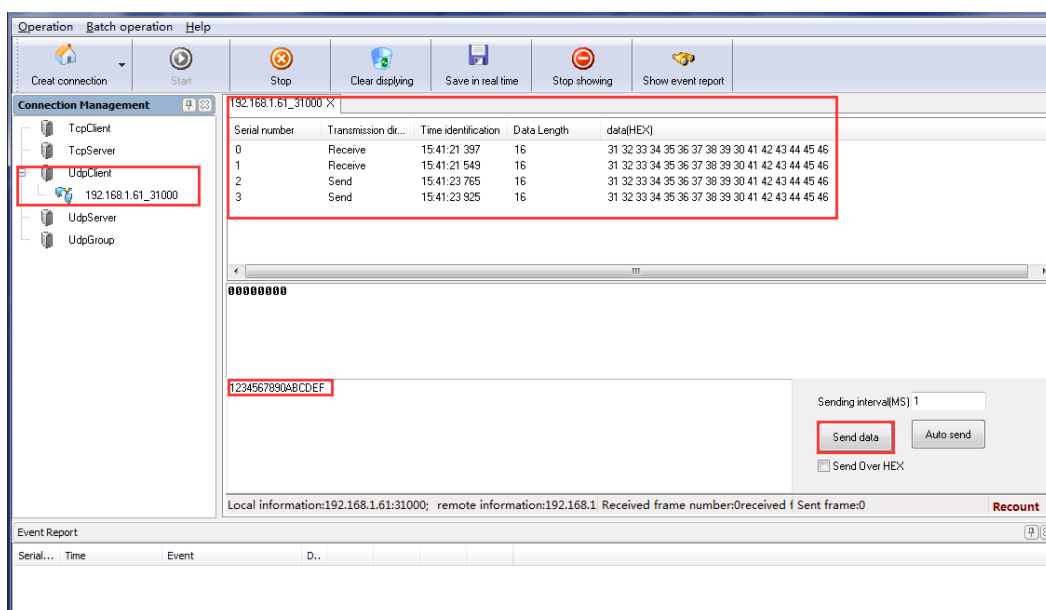 Operation Batch operation Help
Creat connection Start Stop Clear displying Save in real time Stop showing Show event report
Connection Management
TcpClient
TcpServer
UdpClient
192.168.1.61_31000
UdpServer
UdpGroup
192.168.1.61_31000 X
Serial number Transmission dir... Time identification Data Length data(HEX)
0 Receive 15:41:21 397 16 31 32 33 34 35 36 37 38 39 30 41 42 43 44 45 46
1 Receive 15:41:21 549 16 31 32 33 34 35 36 37 38 39 30 41 42 43 44 45 46
2 Send 15:41:23 765 16 31 32 33 34 35 36 37 38 39 30 41 42 43 44 45 46
3 Send 15:41:23 925 16 31 32 33 34 35 36 37 38 39 30 41 42 43 44 45 46
00000000
1234567890ABCDEF
Sending interval(MS) 1
Send data Auto send
Send Over HEX
Local information:192.168.1.61:31000; remote information:192.168.1 Received frame number:0received f Sent frame:0 Recount
Event Report
Serial... Time Event D..